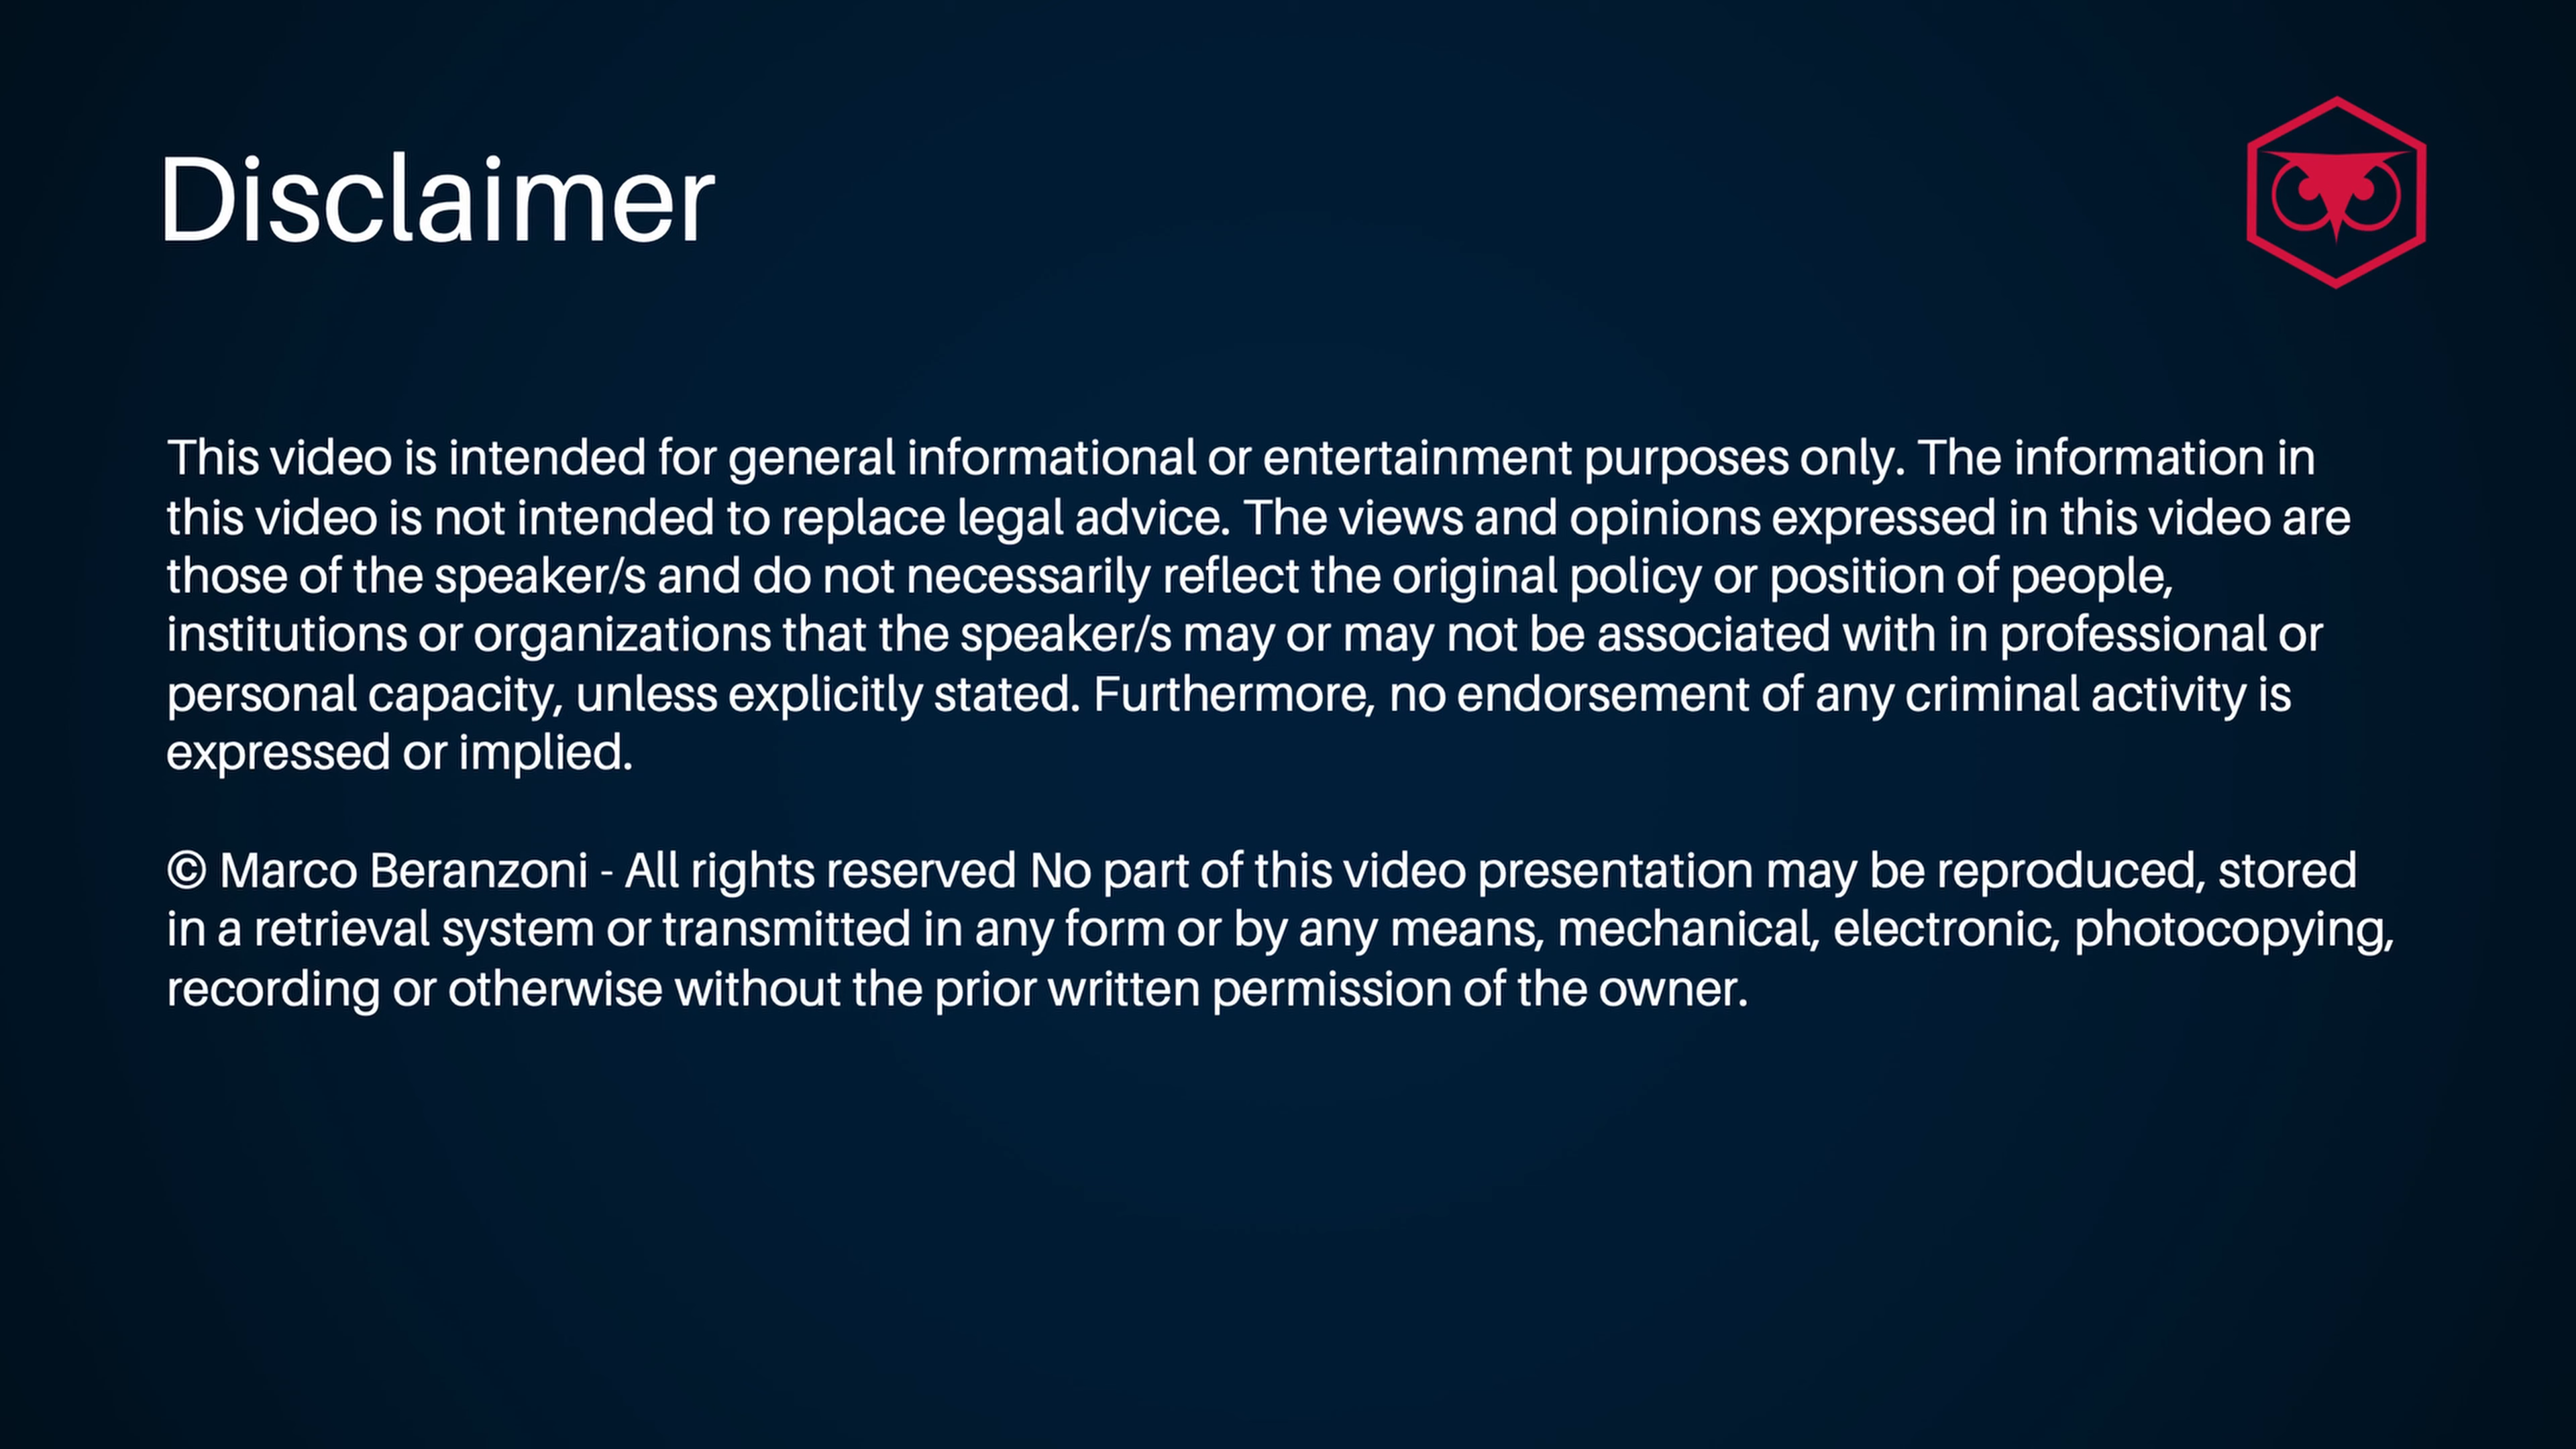 Disclaimer
This video is intended for general informational or entertainment purposes only. The information in
this video is not intended to replace legal advice. The views and opinions expressed in this video are
those of the speaker/s and do not necessarily reflect the original policy or position of people,
institutions or organizations that the speaker/s may or may not be associated with in professional or
personal capacity, unless explicitly stated. Furthermore, no endorsement of any criminal activity is
expressed or implied.
© Marco Beranzoni - All rights reserved No part of this video presentation may be reproduced, stored
in a retrieval system or transmitted in any form or by any means, mechanical, electronic, photocopying,
recording or otherwise without the prior written permission of the owner.